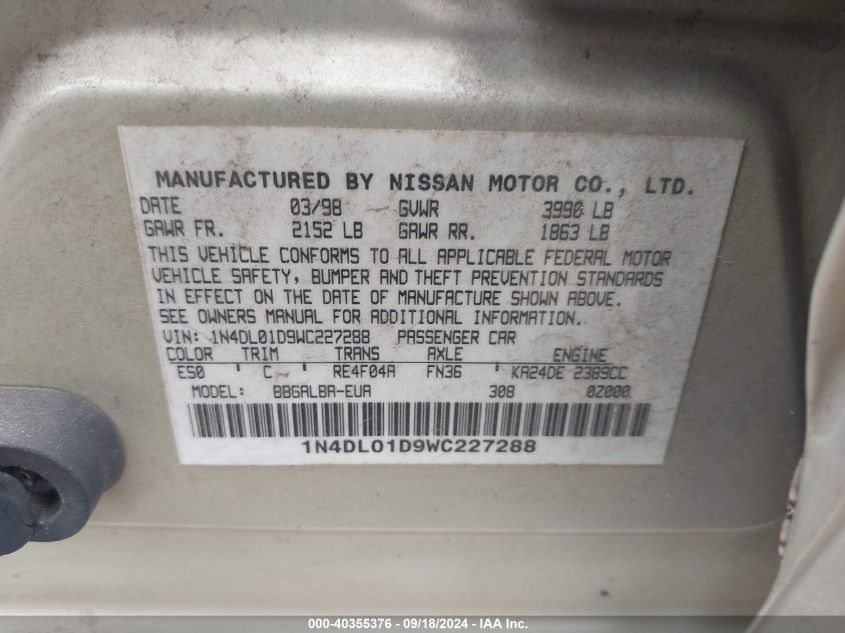 MANUFACTURED BY NISSAN MOTOR CO., LTD.
DATE 03/98 GVWR 3990 LB
GAWR FR. 2152 LB GAWR RR. 1863 LB
THIS VEHICLE CONFORMS TO ALL APPLICABLE FEDERAL MOTOR
VEHICLE SAFETY, BUMPER AND THEFT PREVENTION STANDARDS
IN EFFECT ON THE DATE OF MANUFACTURE SHOWN ABOVE.
SEE OWNERS MANUAL FOR ADDITIONAL INFORMATION.
VIN: 1N4DL01D9WC227288 PASSENGER CAR
COLOR TRIM TRANS AXLE ENGINE
ES0 C RE4F04A FN36 KA24DE 2389CC
MODEL: BBGALBA-EUA 308 0Z000
1N4DL01D9WC227288
000-40355376 - 09/18/2024 - IAA Inc.